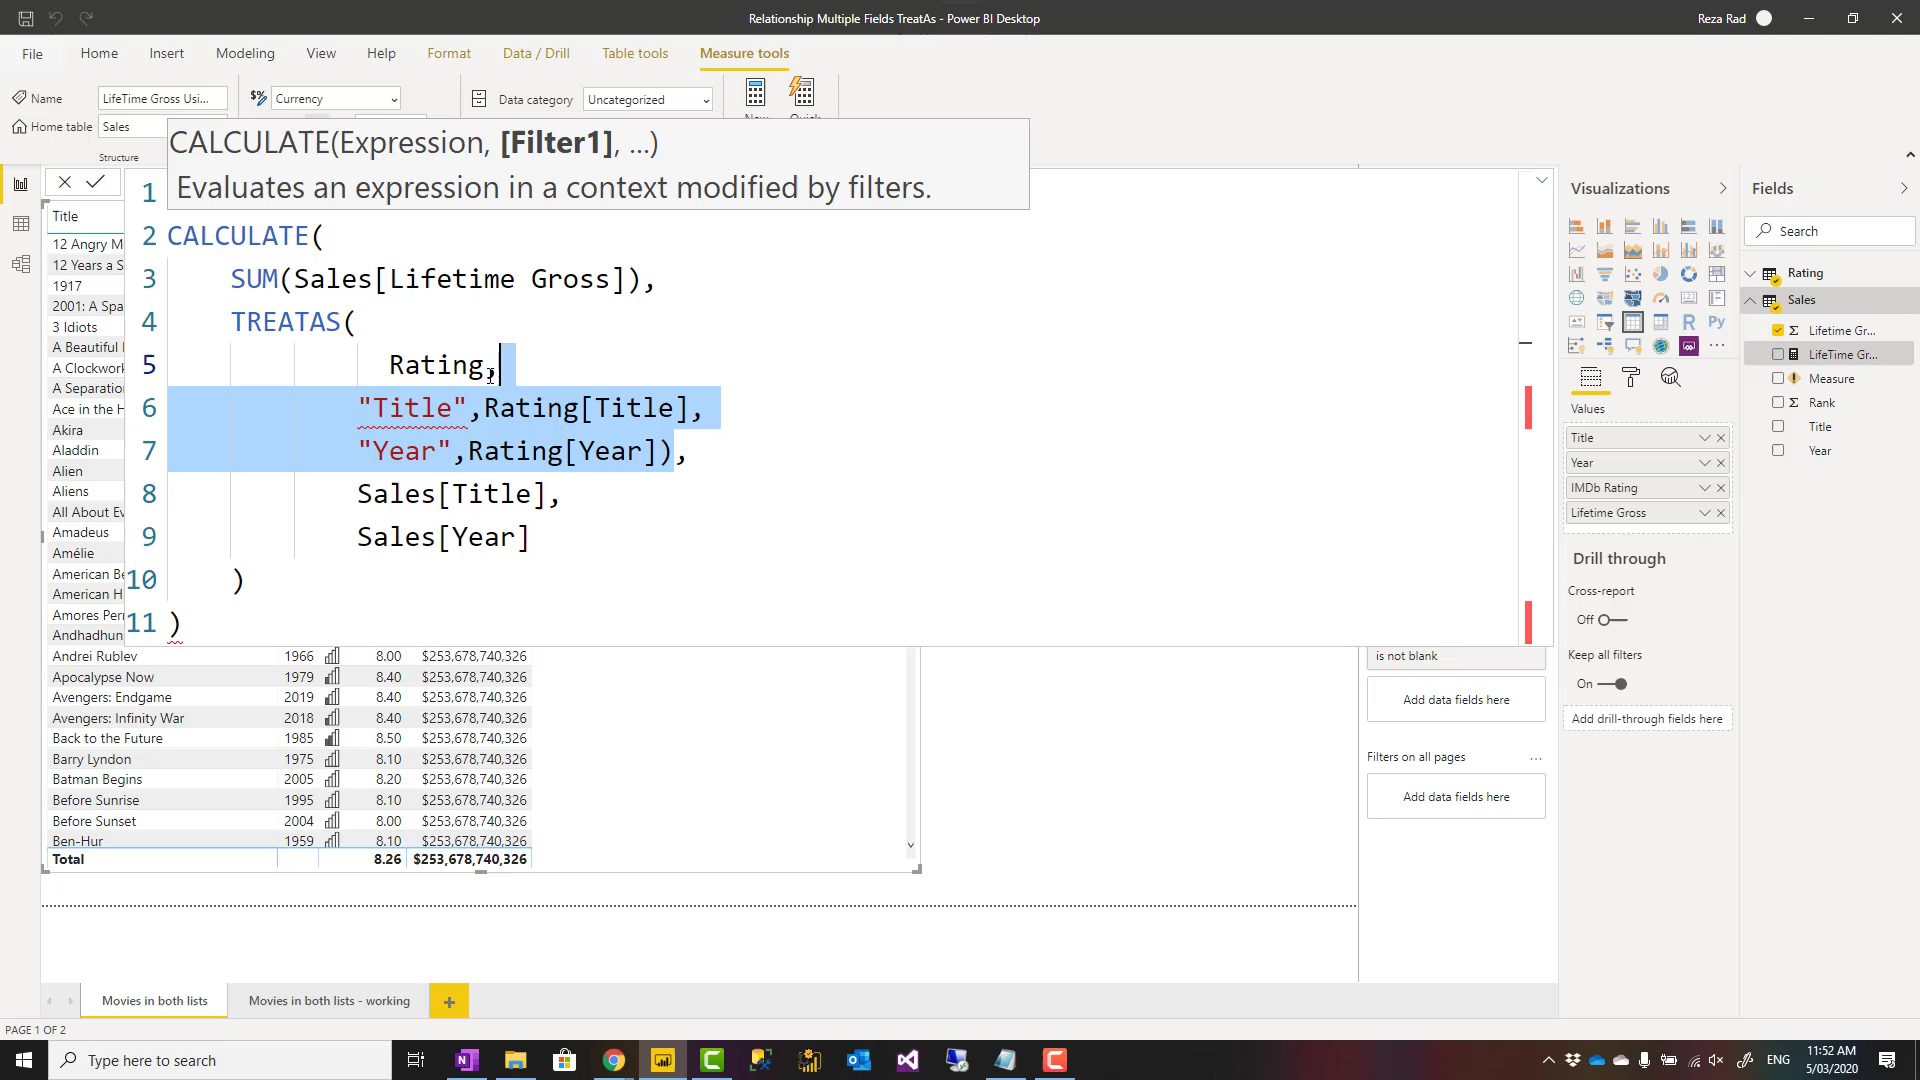 Relationship Multiple Fields TreatAs - Power BI Desktop
Reza Rad
File
Home
Insert
Modeling
View
Help
Format
Data / Drill
Table tools
Measure tools
Name
LifeTime Gross Usi...
$%
Currency
Data category
Uncategorized
Home table
Sales
Structure
CALCULATE(Expression, [Filter1], ...)
Evaluates an expression in a context modified by filters.
1
2 CALCULATE(
3 SUM(Sales[Lifetime Gross]),
4 TREATAS(
5 Rating,
6 "Title",Rating[Title],
7 "Year",Rating[Year]),
8 Sales[Title],
9 Sales[Year]
10 )
11 )
Title
12 Angry M
12 Years a S
1917
2001: A Spa
3 Idiots
A Beautiful
A Clockwork
A Separation
Ace in the H
Akira
Aladdin
Alien
Aliens
All About Ev
Amadeus
Amélie
American Be
American H
Amores Perr
Andhadhun
Andrei Rublev 1966 8.00 $253,678,740,326
Apocalypse Now 1979 8.40 $253,678,740,326
Avengers: Endgame 2019 8.40 $253,678,740,326
Avengers: Infinity War 2018 8.40 $253,678,740,326
Back to the Future 1985 8.50 $253,678,740,326
Barry Lyndon 1975 8.10 $253,678,740,326
Batman Begins 2005 8.20 $253,678,740,326
Before Sunrise 1995 8.10 $253,678,740,326
Before Sunset 2004 8.00 $253,678,740,326
Ben-Hur 1959 8.10 $253,678,740,326
Total 8.26 $253,678,740,326
is not blank
Add data fields here
Filters on all pages ...
Add data fields here
Visualizations
R Py
...
Values
Title
Year
IMDb Rating
Lifetime Gross
Drill through
Cross-report
Off
Keep all filters
On
Add drill-through fields here
Fields
Search
Rating
Sales
Lifetime Gr...
LifeTime Gr...
Measure
Rank
Title
Year
Movies in both lists
Movies in both lists - working
+
PAGE 1 OF 2
Type here to search
ENG
11:52 AM
5/03/2020